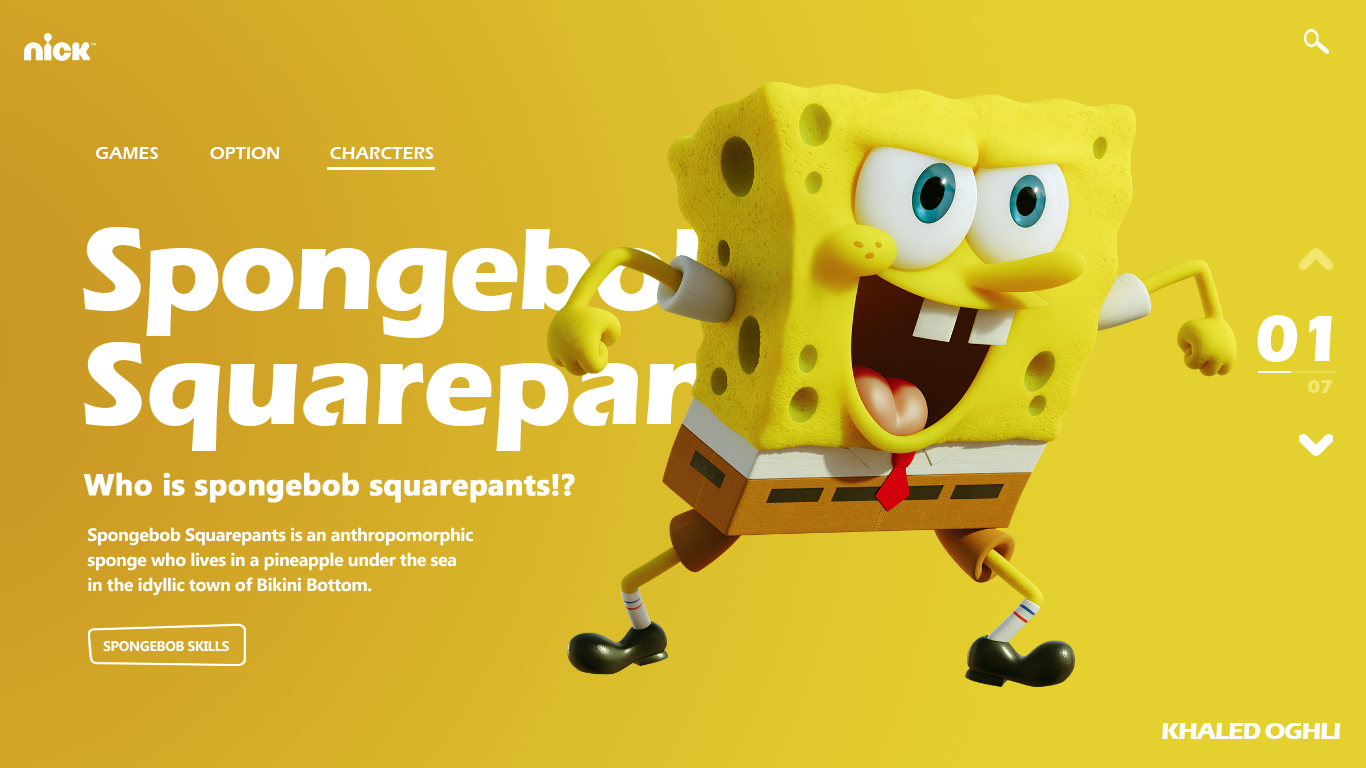 nick
GAMES OPTION CHARCTERS
Spongebob
Squarepan
Who is spongebob squarepants!?
Spongebob Squarepants is an anthropomorphic
sponge who lives in a pineapple under the sea
in the idyllic town of Bikini Bottom.
SPONGEBOB SKILLS
01
07
KHALED OGHLI